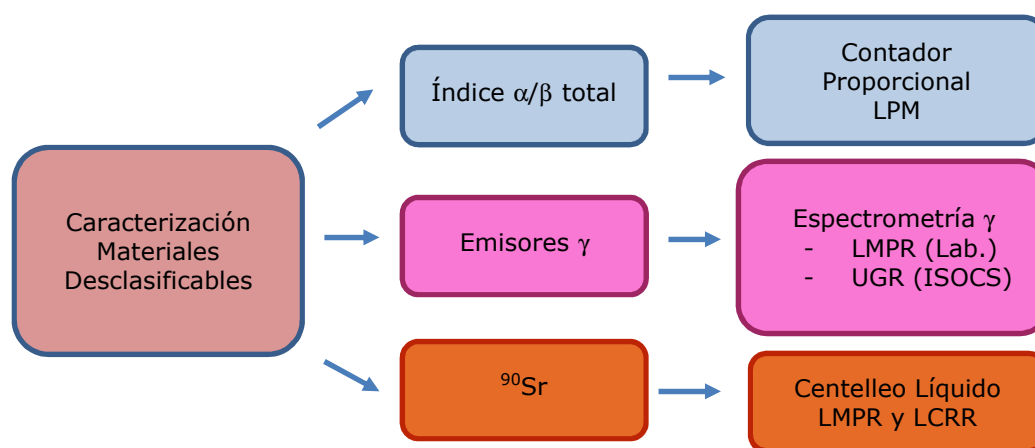 Caracterización
Materiales
Desclasificables
Índice α/β total
Contador
Proporcional
LPM
Emisores γ
Espectrometría γ
- LMPR (Lab.)
- UGR (ISOCS)
⁹⁰Sr
Centelleo Líquido
LMPR y LCRR